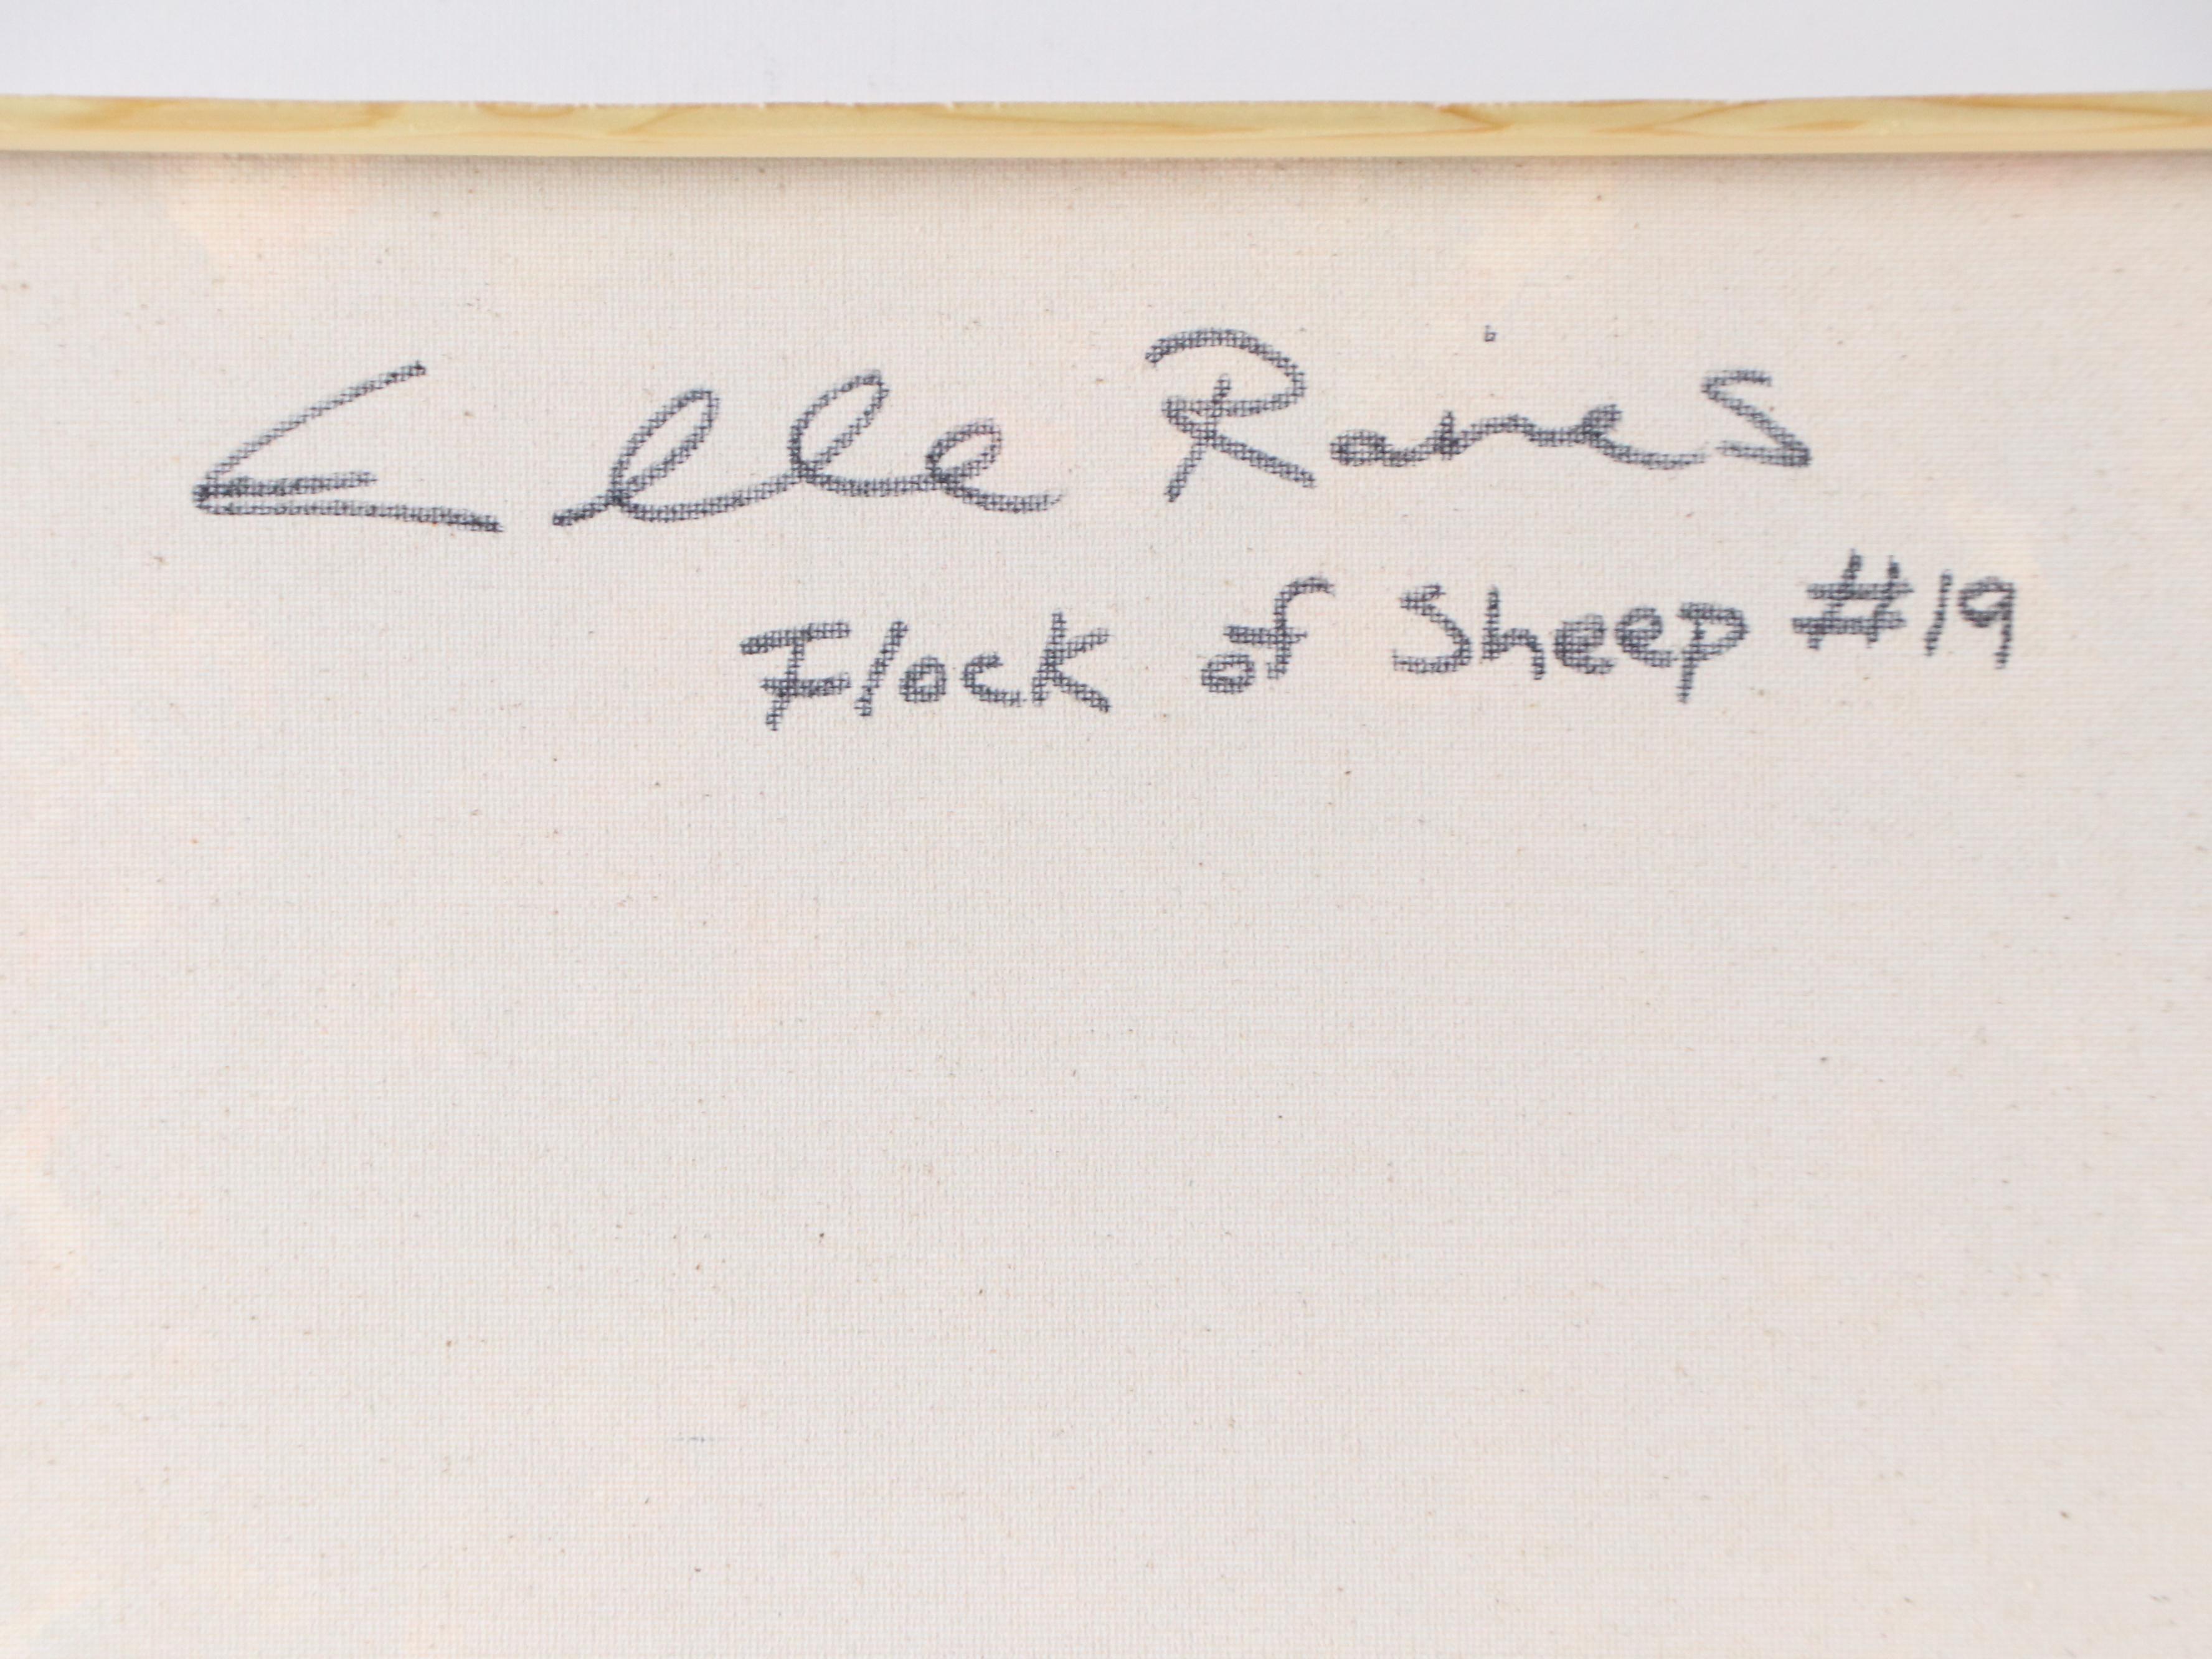 Elle Raines
Flock of Sheep #19